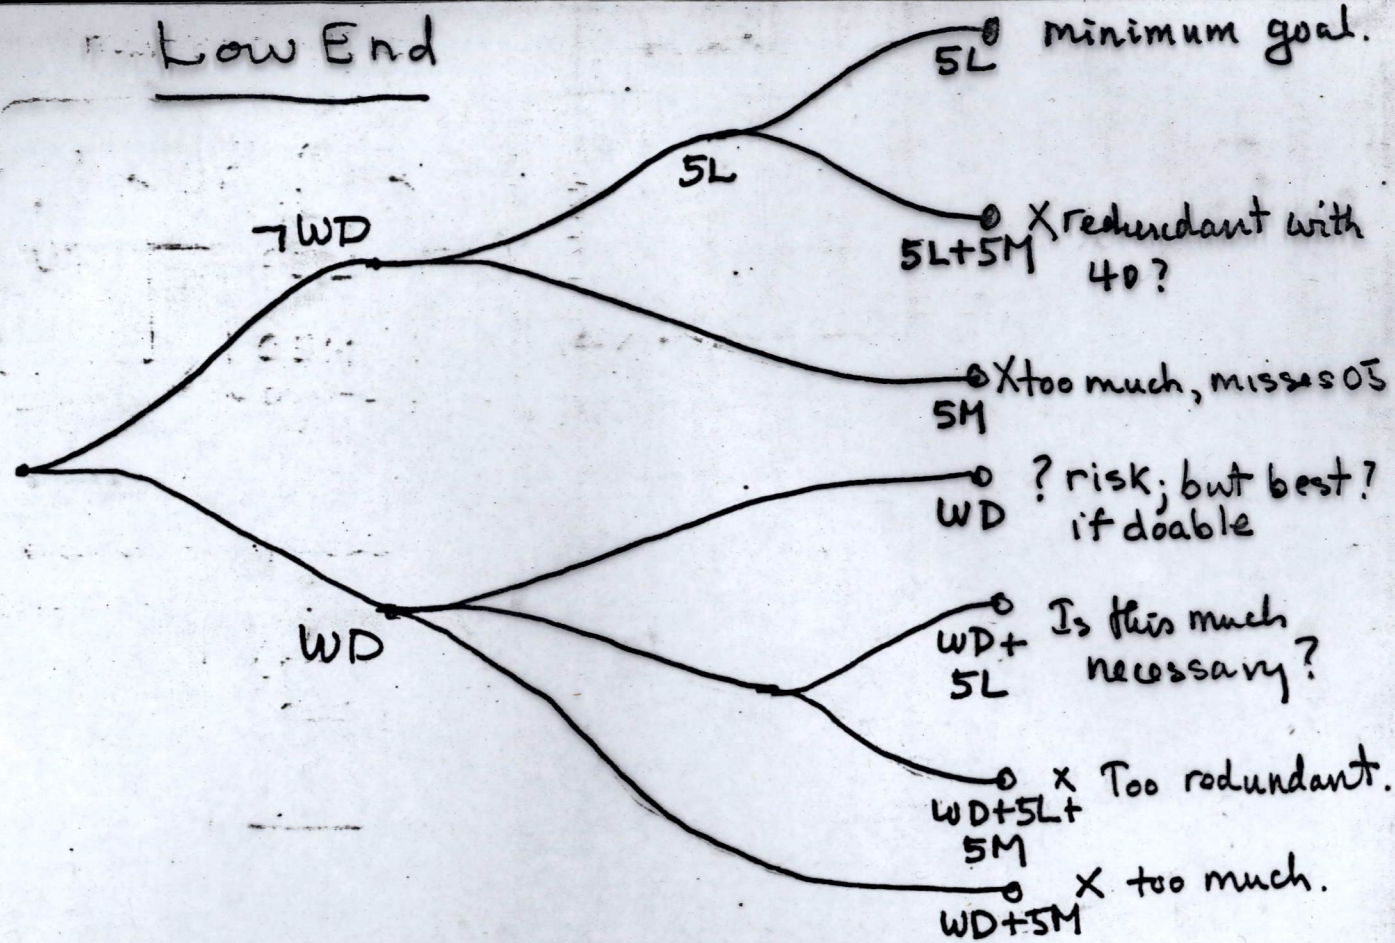 Low End
5L
minimum goal.
5L
¬WD
5L+5M
X redundant with
40?
5M
X too much, misses 05
WD
? risk; but best?
if doable
WD
WD+
5L
Is this much
necessary?
WD+5L+
5M
x Too redundant.
WD+5M
X too much.